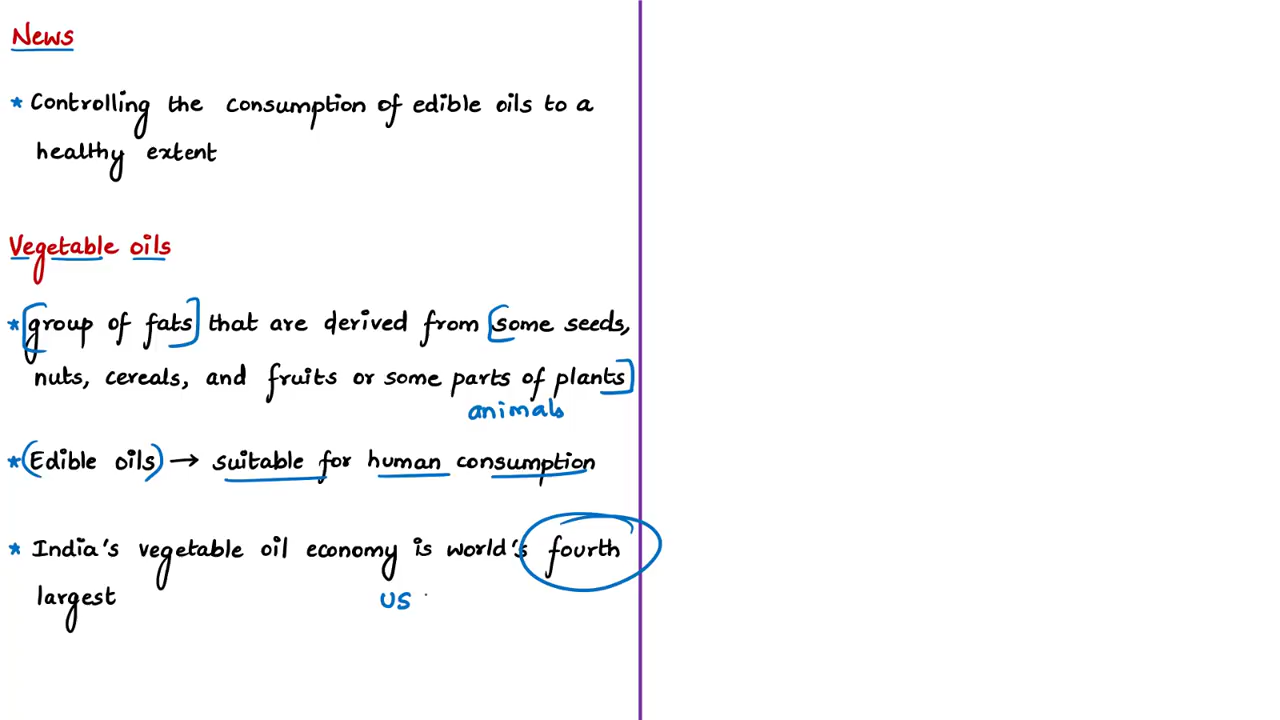 News
* Controlling the consumption of edible oils to a
healthy extent
Vegetable oils
* [group of fats] that are derived from [some seeds,
nuts, cereals, and fruits or some parts of plants]
animals
* (Edible oils) → suitable for human consumption
* India's vegetable oil economy is world's fourth
largest
US